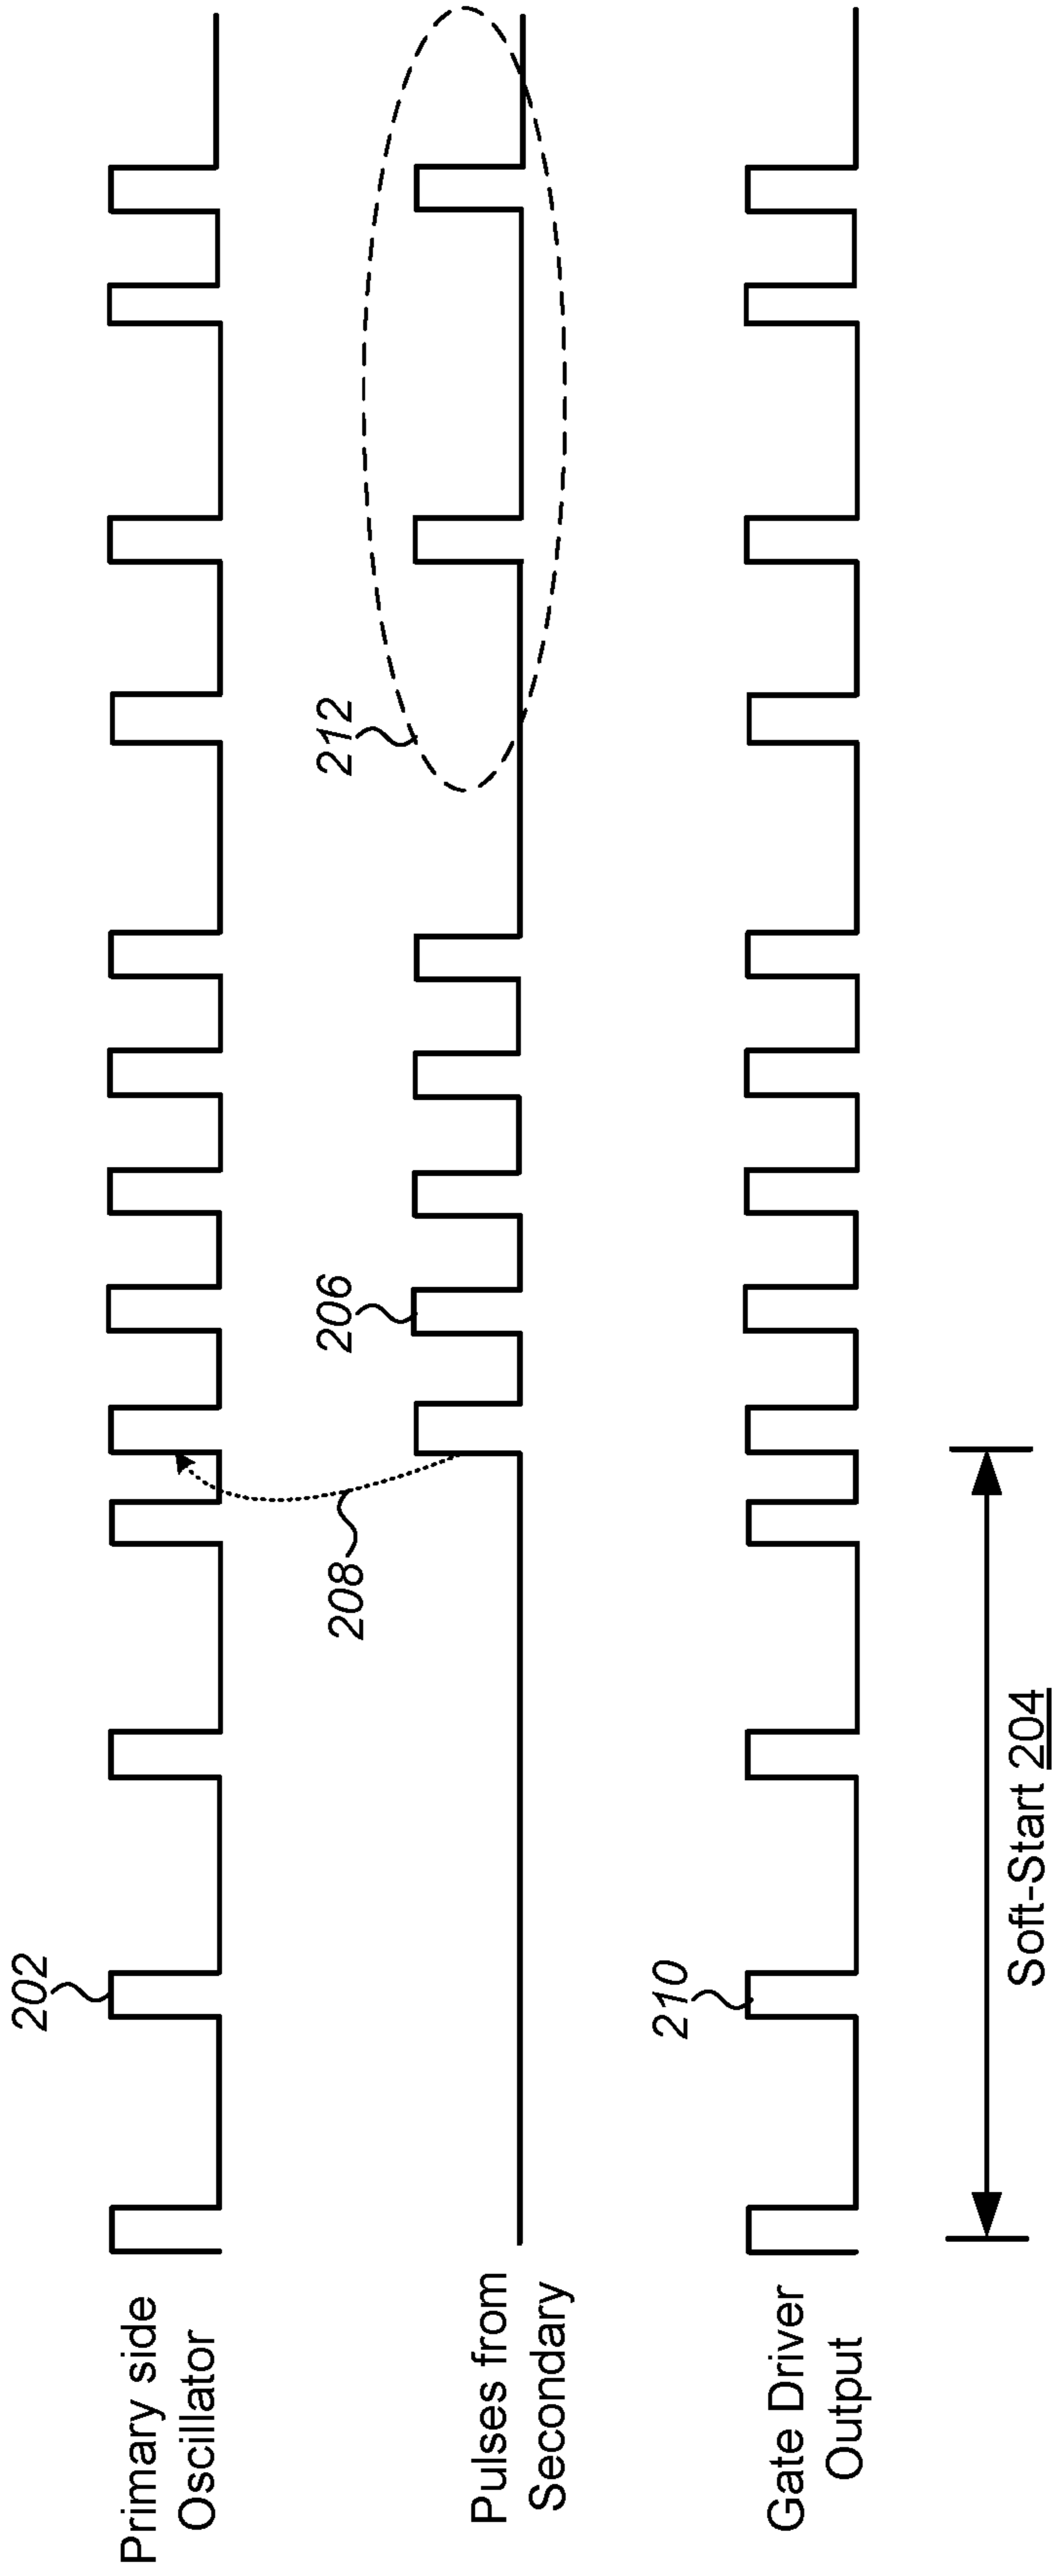 Primary side
Oscillator
202
Pulses from
Secondary
208
206
212
Gate Driver
Output
210
Soft-Start 204